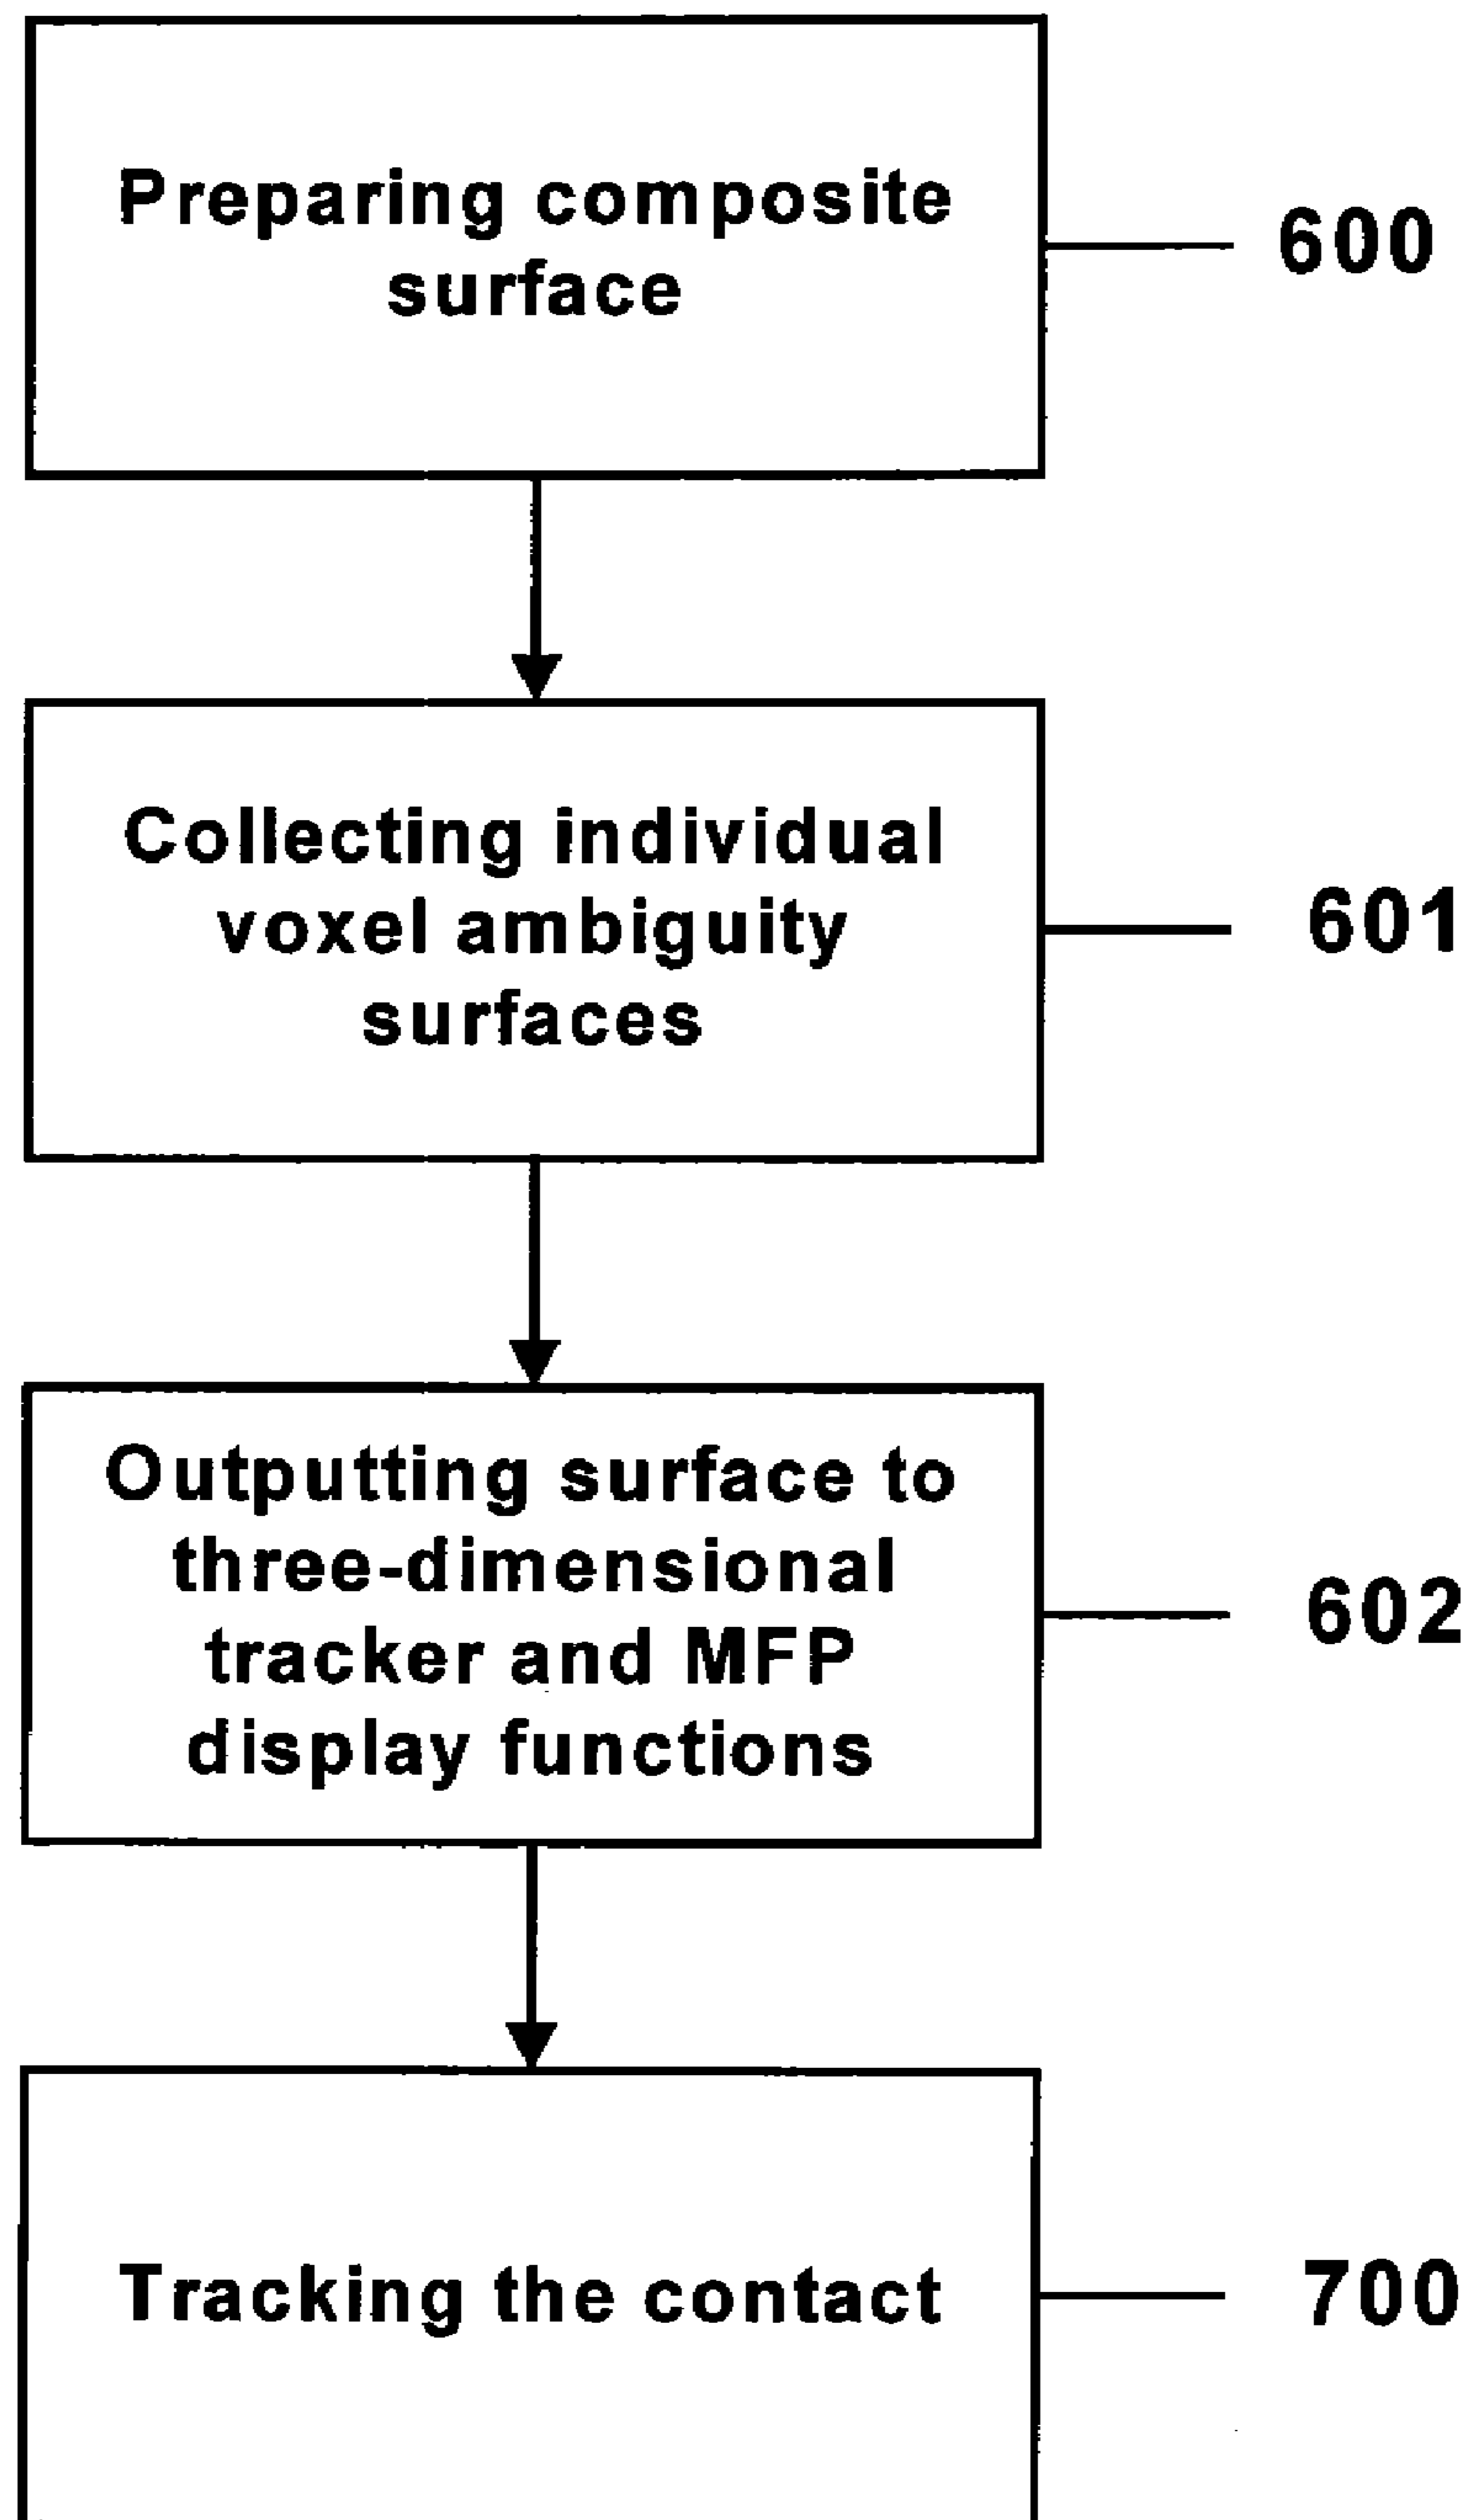 Preparing composite
surface
600
Collecting individual
voxel ambiguity
surfaces
601
Outputting surface to
three-dimensional
tracker and MFP
display functions
602
Tracking the contact
700